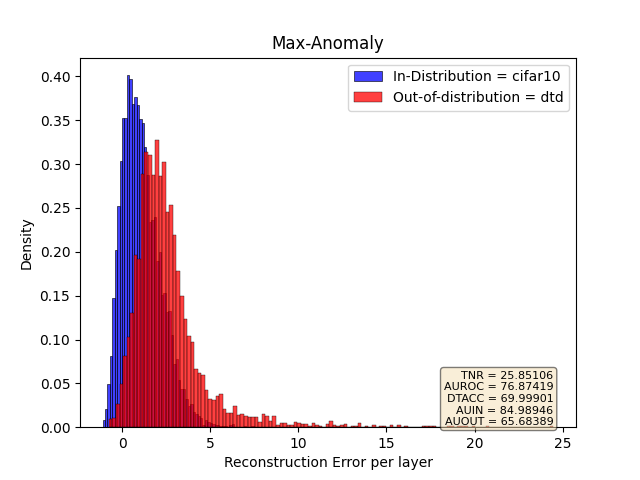 Max-Anomaly
In-Distribution = cifar10
Out-of-distribution = dtd
0.40
0.35
0.30
0.25
0.20
0.15
0.10
0.05
0.00
Density
TNR = 25.85106
AUROC = 76.87419
DTACC = 69.99901
AUIN = 84.98946
AUOUT = 65.68389
0 5 10 15 20 25
Reconstruction Error per layer